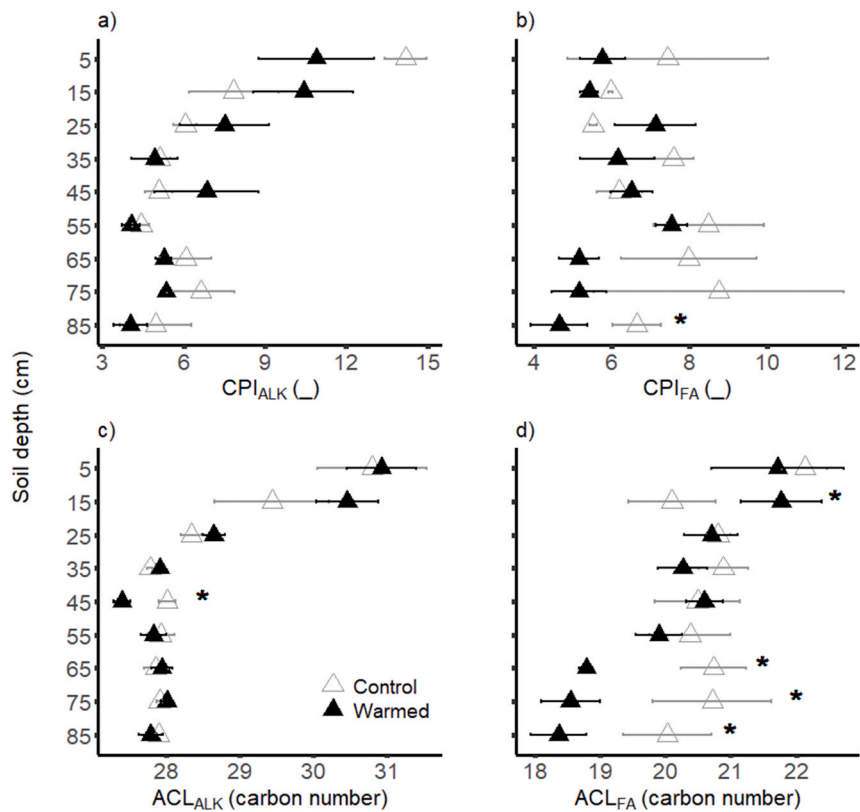 a)
b)
5
15
25
35
45
55
65
75
85
*
3 6 9 12 15
4 6 8 10 12
CPI_ALK (_)
CPI_FA (_)
Soil depth (cm)
c)
d)
5
15
*
25
35
45
*
55
65
*
Control
75
*
Warmed
85
*
28 29 30 31
18 19 20 21 22
ACL_ALK (carbon number)
ACL_FA (carbon number)